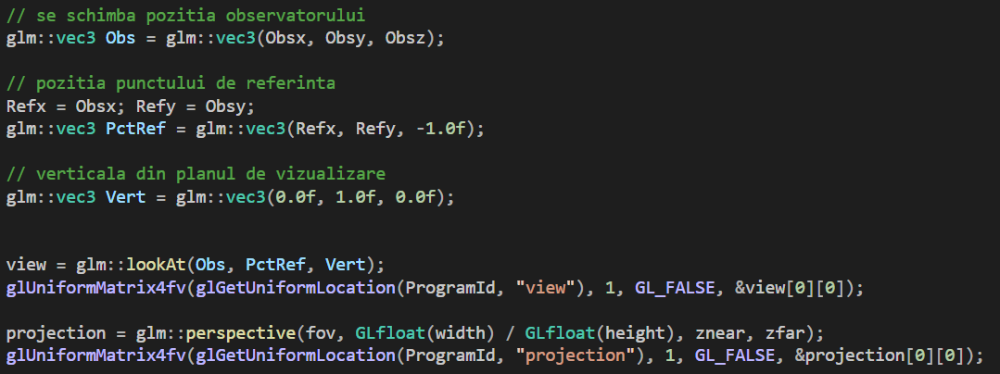 // se schimba pozitia observatorului
glm::vec3 Obs = glm::vec3(Obsx, Obsy, Obsz);
// pozitia punctului de referinta
Refx = Obsx; Refy = Obsy;
glm::vec3 PctRef = glm::vec3(Refx, Refy, -1.0f);
// verticala din planul de vizualizare
glm::vec3 Vert = glm::vec3(0.0f, 1.0f, 0.0f);
view = glm::lookAt(Obs, PctRef, Vert);
glUniformMatrix4fv(glGetUniformLocation(ProgramId, "view"), 1, GL_FALSE, &view[0][0]);
projection = glm::perspective(fov, GLfloat(width) / GLfloat(height), znear, zfar);
glUniformMatrix4fv(glGetUniformLocation(ProgramId, "projection"), 1, GL_FALSE, &projection[0][0]);